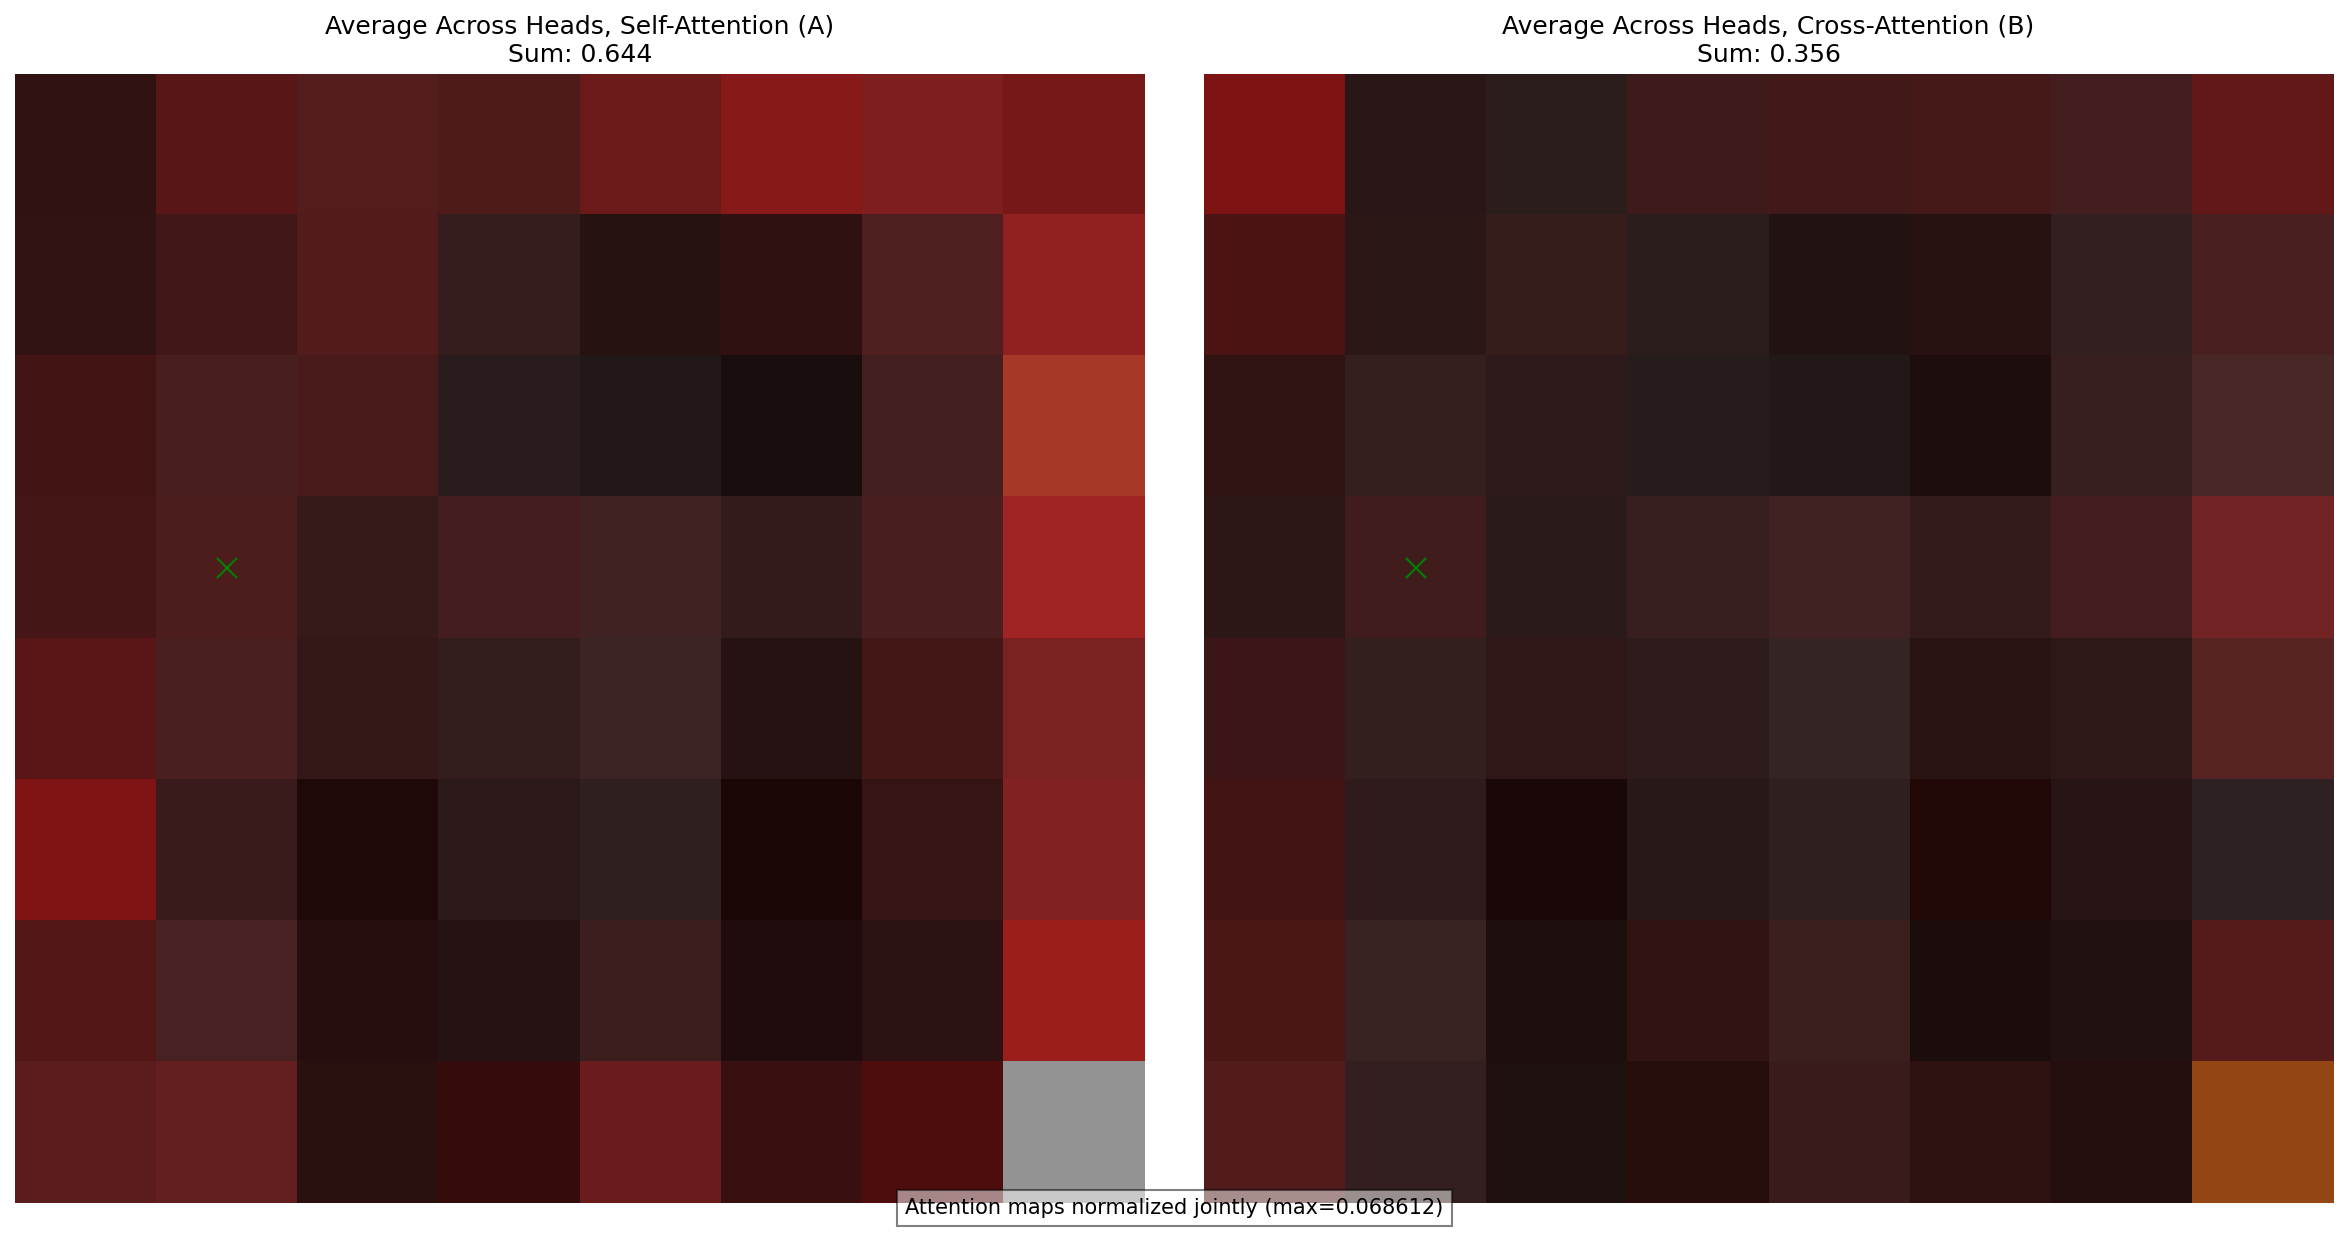 Average Across Heads, Self-Attention (A)
Sum: 0.644
Average Across Heads, Cross-Attention (B)
Sum: 0.356
Attention maps normalized jointly (max=0.068612)